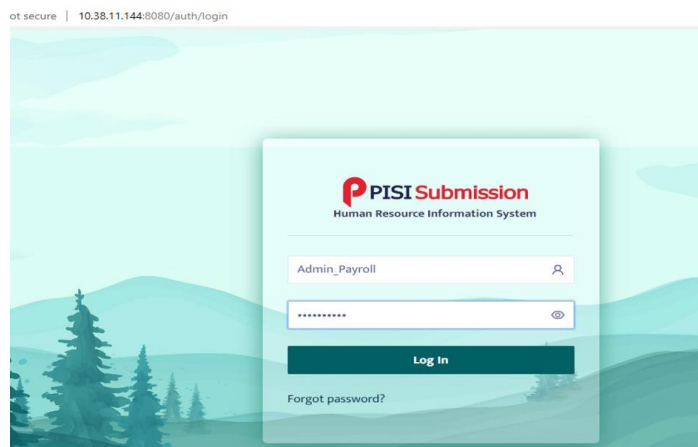 ot secure | 10.38.11.144:8080/auth/login
PISI Submission
Human Resource Information System
Admin_Payroll
••••••••••
Log In
Forgot password?